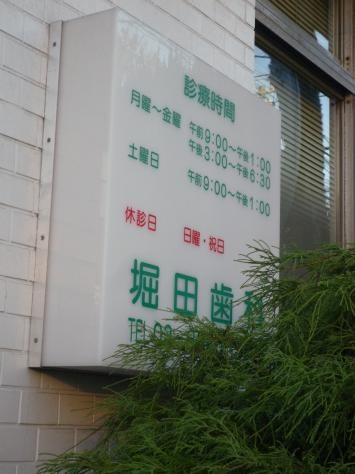 診療時間
月曜～金曜 午前9:00～午後1:00
午後3:00～午後6:30
土曜日 午前9:00～午後1:00
休診日 日曜・祝日
堀田歯科
TEL